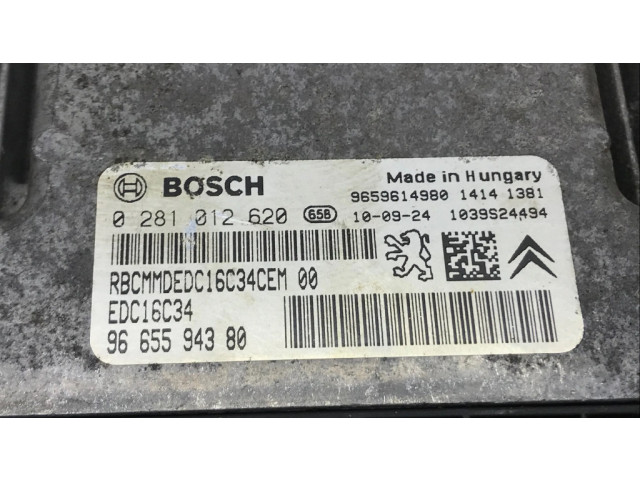 BOSCH Made in Hungary
9659614980 1414 1381
0 281 012 620 65B 10-09-24 1039S24494
RBCMMDEDC16C34CEM 00
EDC16C34
96 655 943 80